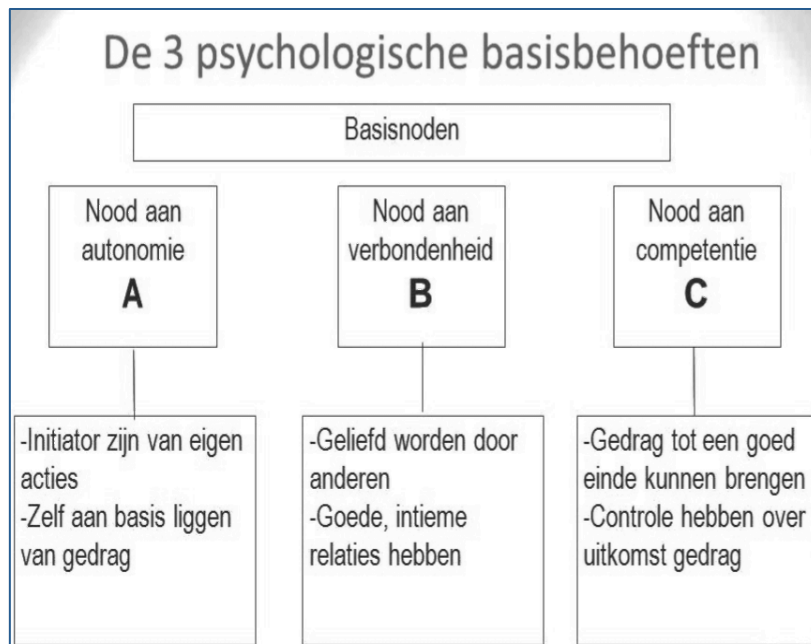 De 3 psychologische basisbehoeften
Basisnoden
Nood aan
autonomie
A
Nood aan
verbondenheid
B
Nood aan
competentie
C
-Initiator zijn van eigen
acties
-Zelf aan basis liggen
van gedrag
-Geliefd worden door
anderen
-Goede, intieme
relaties hebben
-Gedrag tot een goed
einde kunnen brengen
-Controle hebben over
uitkomst gedrag